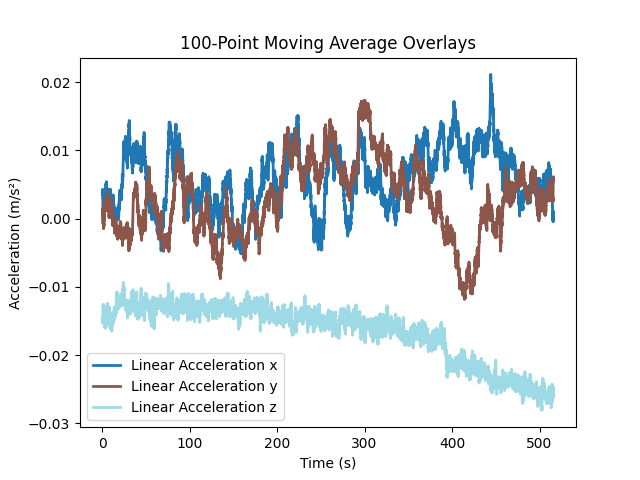 100-Point Moving Average Overlays
0.02
0.01
0.00
−0.01
−0.02
−0.03
Acceleration (m/s²)
Linear Acceleration x
Linear Acceleration y
Linear Acceleration z
0 100 200 300 400 500
Time (s)